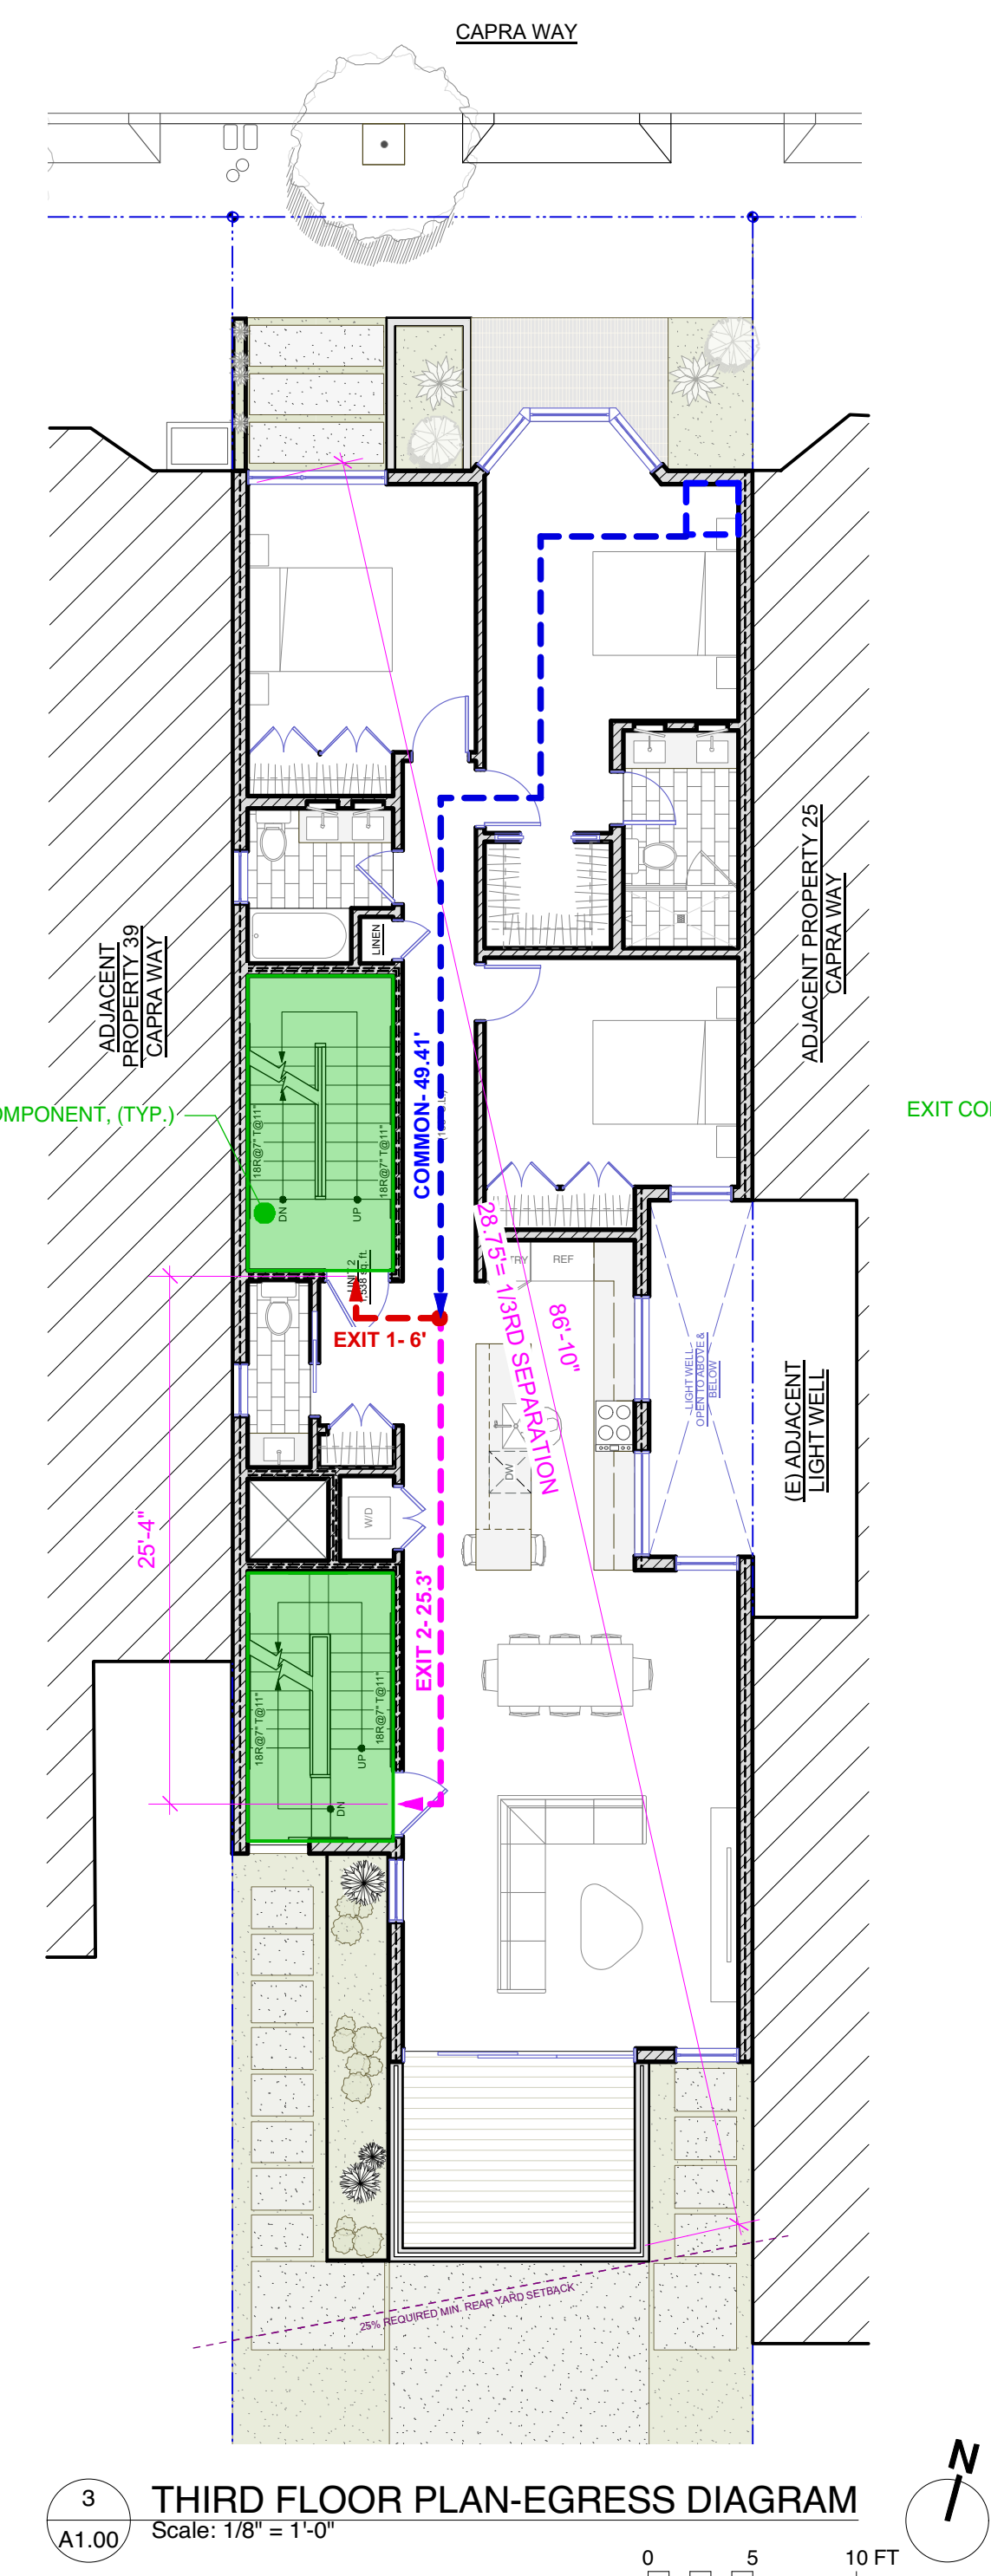 CAPRA WAY
ADJACENT
PROPERTY 39
CAPRA WAY
ADJACENT PROPERTY 25
CAPRA WAY
LINEN
COMMON- 49.41'
OMPONENT, (TYP.)
EXIT CO
18R@7" T@11"
18R@7" T@11"
DN
UP
UNIT 2
EXIT 1- 6'
REF
28.75'= 1/3RD SEPARATION
86'-10"
LIGHT WELL
OPEN TO ABOVE &
BELOW
(E) ADJACENT
LIGHT WELL
DW
W/D
25'-4"
EXIT 2- 25.3'
18R@7" T@11"
18R@7" T@11"
UP
DN
25% REQUIRED MIN. REAR YARD SETBACK
3
A1.00
THIRD FLOOR PLAN-EGRESS DIAGRAM
Scale: 1/8" = 1'-0"
N
0 5 10 FT